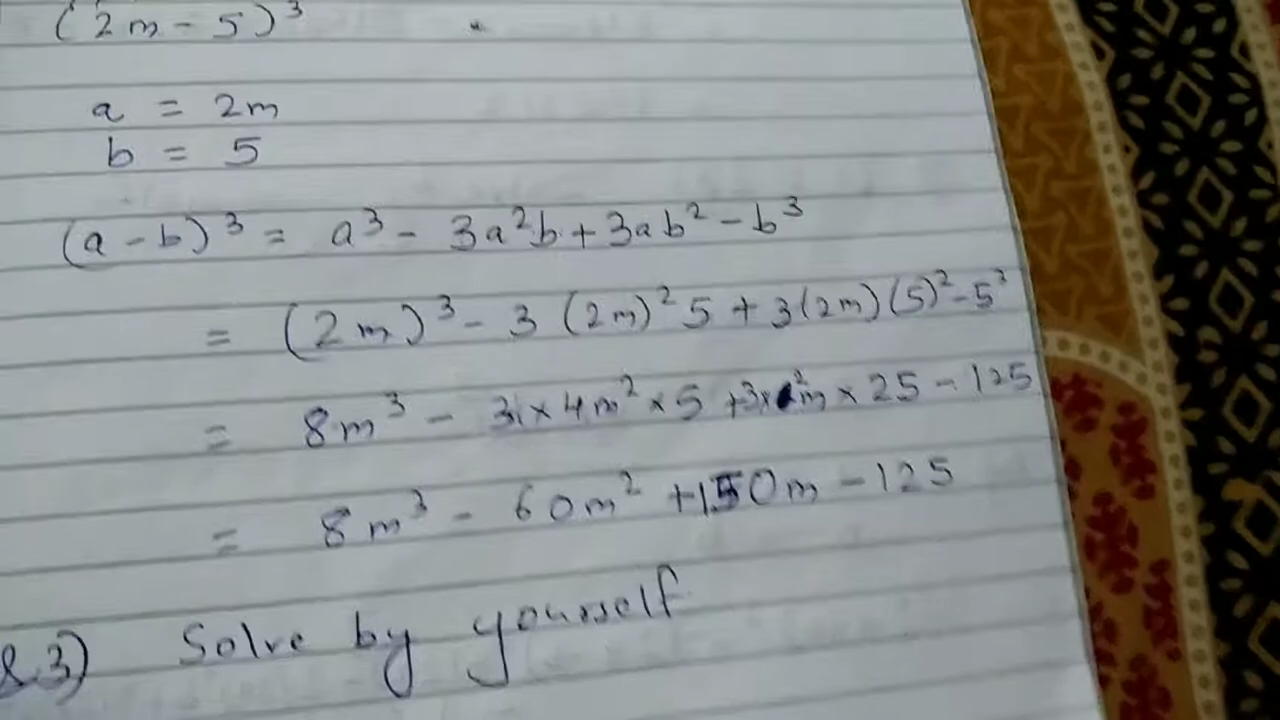 (2m - 5)³
a = 2m
b = 5
(a - b)³ = a³ - 3a²b + 3ab² - b³
= (2m)³ - 3 (2m)² 5 + 3(2m)(5)² - 5³
= 8m³ - 3 × 4m² × 5 + 3 × 2m × 25 - 125
= 8m³ - 60m² + 150m - 125
Q.3) Solve by yourself